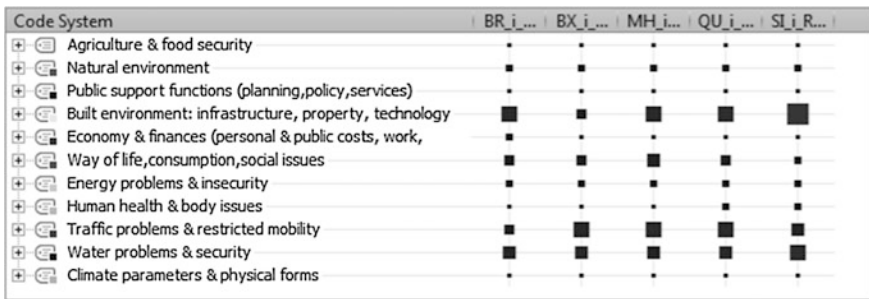 Code System BR_i_... BX_i_... MH_i... QU_i_... SI_i_R...
Agriculture & food security
Natural environment
Public support functions (planning,policy,services)
Built environment: infrastructure, property, technology
Economy & finances (personal & public costs, work,
Way of life,consumption,social issues
Energy problems & insecurity
Human health & body issues
Traffic problems & restricted mobility
Water problems & security
Climate parameters & physical forms